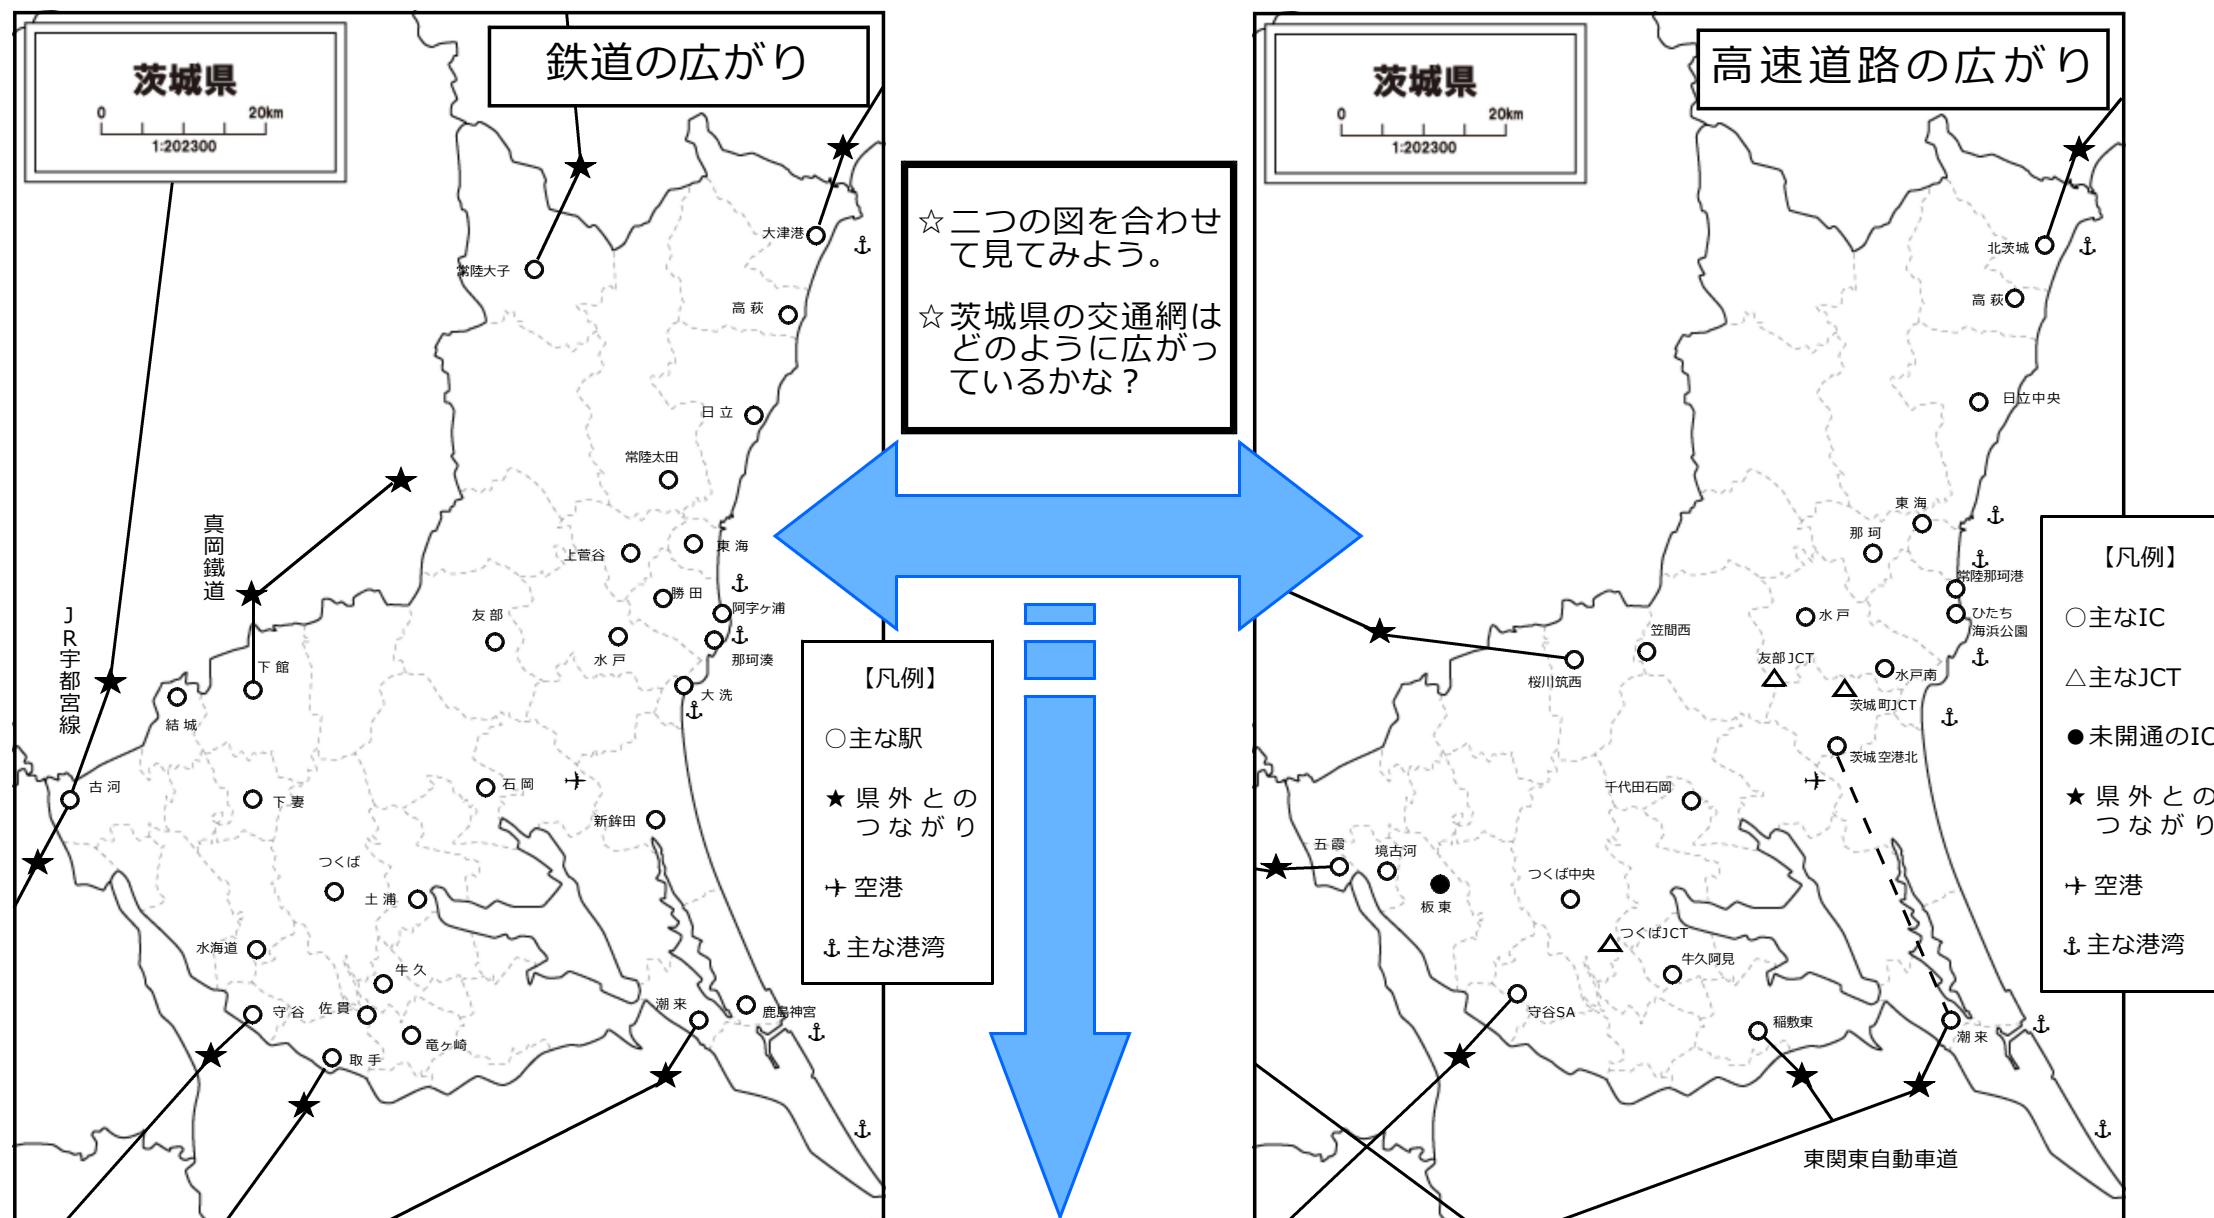 茨城県
0 20km
1:202300
鉄道の広がり
大津港
常陸大子
高萩
日立
常陸太田
真岡鐵道
上菅谷
東海
勝田
阿字ヶ浦
友部
水戸
那珂湊
JR宇都宮線
下館
結城
大洗
古河
下妻
石岡
新鉾田
つくば
土浦
水海道
牛久
守谷
佐貫
潮来
鹿島神宮
竜ヶ崎
取手
【凡例】
○主な駅
★県外との
つながり
空港
主な港湾
☆二つの図を合わせ
て見てみよう。
☆茨城県の交通網は
どのように広がっ
ているかな？
茨城県
0 20km
1:202300
高速道路の広がり
北茨城
高萩
日立中央
東海
那珂
常陸那珂港
ひたち
海浜公園
水戸
笠間西
友部JCT
桜川筑西
水戸南
茨城町JCT
茨城空港北
千代田石岡
五霞
境古河
つくば中央
板東
つくばJCT
牛久阿見
守谷SA
稲敷東
潮来
東関東自動車道
【凡例】
○主なIC
△主なJCT
●未開通のIC
★県外との
つながり
空港
主な港湾